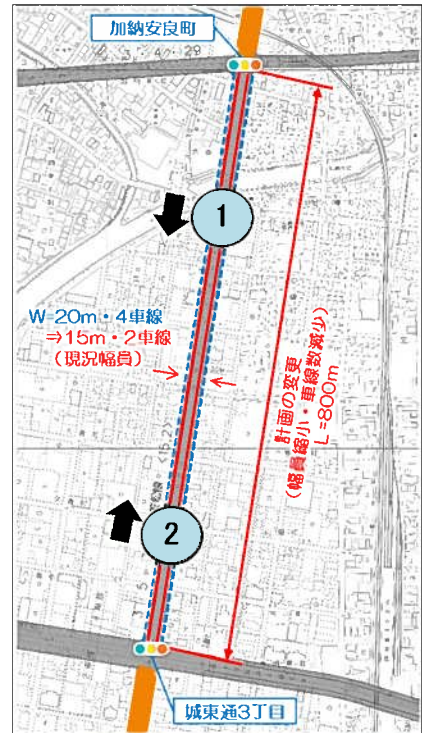 加納安良町
1
W=20m・4車線
⇒15m・2車線
（現況幅員）
計画の変更
（幅員縮小・車線数減少）
L=800m
2
城東通3丁目